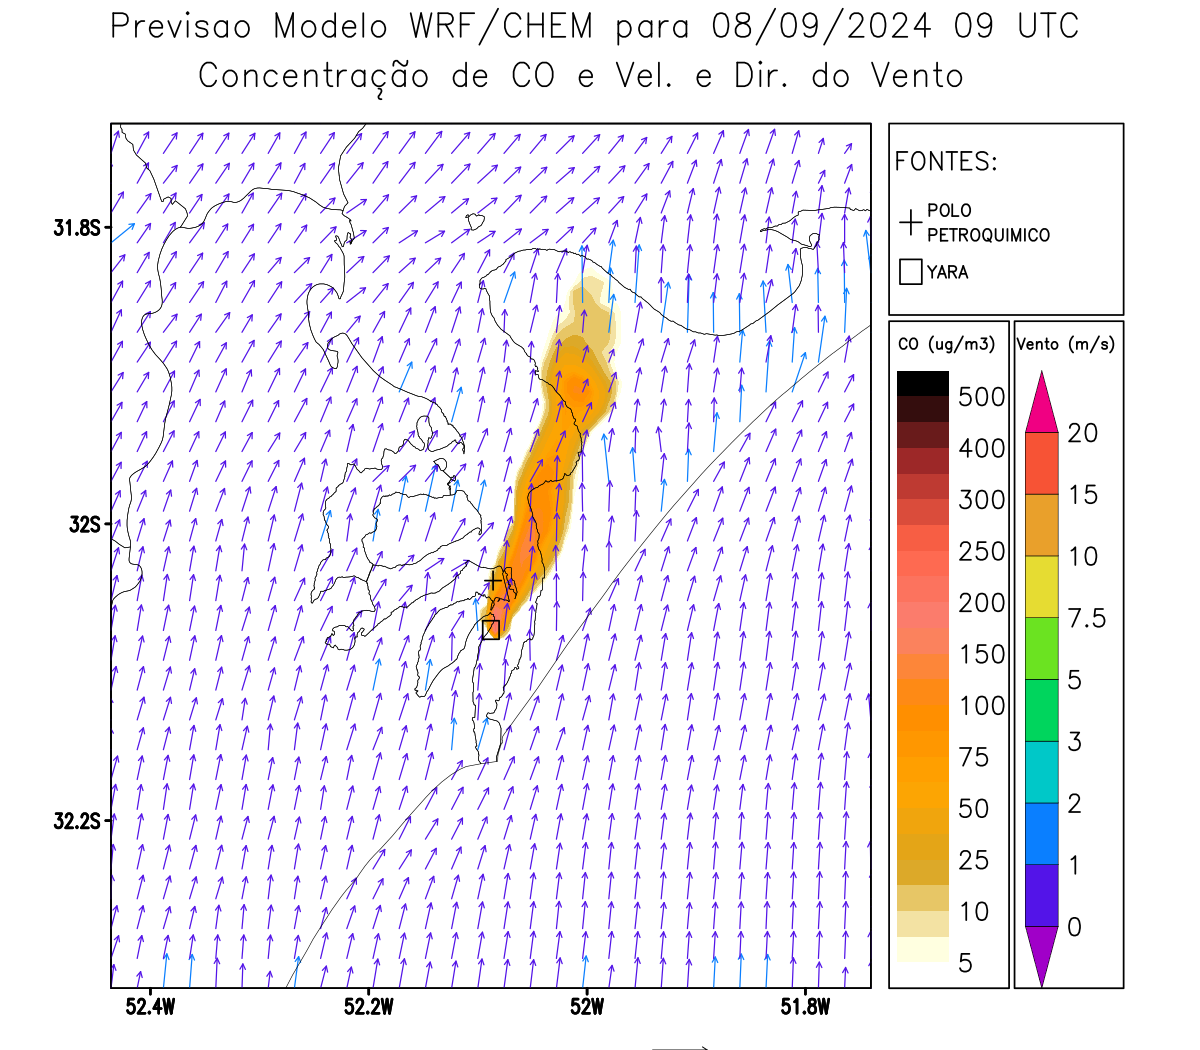 Previsao Modelo WRF/CHEM para 08/09/2024 09 UTC
Concentração de CO e Vel. e Dir. do Vento
FONTES:
POLO
PETROQUIMICO
YARA
CO (ug/m3)
500
400
300
250
200
150
100
75
50
25
10
5
Vento (m/s)
20
15
10
7.5
5
3
2
1
0
31.8S
32S
32.2S
52.4W
52.2W
52W
51.8W